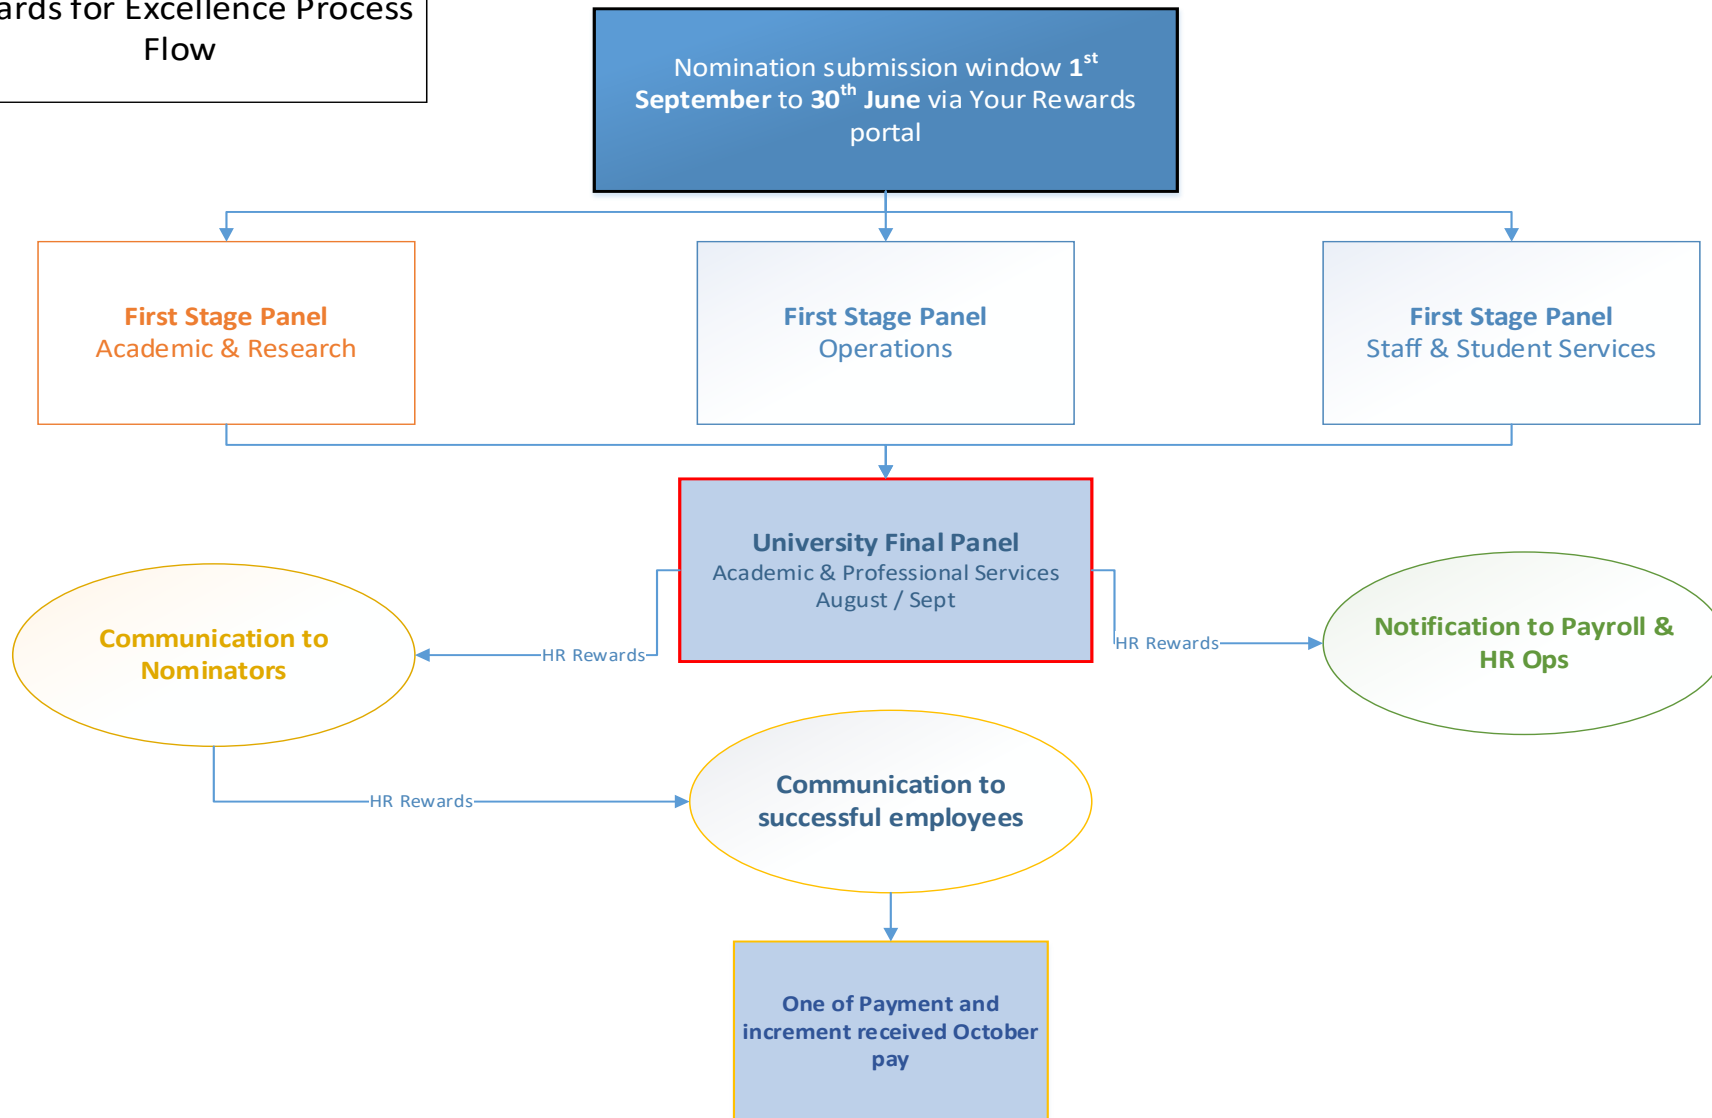 for Excellence Process
Flow
Nomination submission window 1st
September to 30th June via Your Rewards
portal
First Stage Panel
Academic & Research
First Stage Panel
Operations
First Stage Panel
Staff & Student Services
University Final Panel
Academic & Professional Services
August / Sept
Communication to
Nominators
HR Rewards
HR Rewards
Notification to Payroll &
HR Ops
HR Rewards
Communication to
successful employees
One of Payment and
increment received October
pay